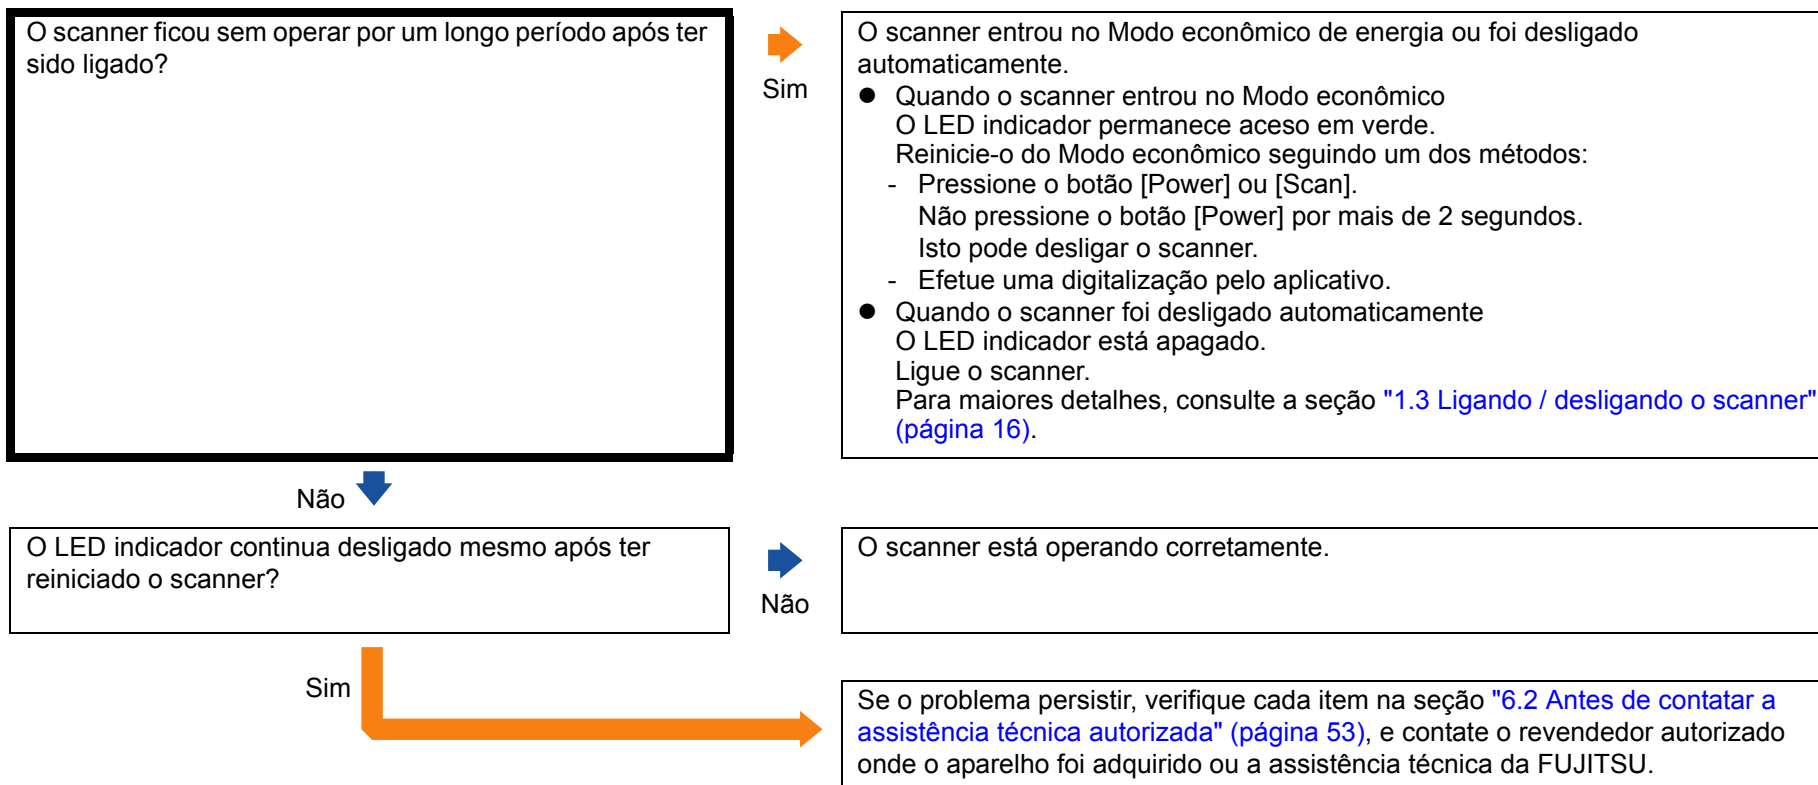 O scanner ficou sem operar por um longo período após ter
sido ligado?
Sim
O scanner entrou no Modo econômico de energia ou foi desligado
automaticamente.
● Quando o scanner entrou no Modo econômico
O LED indicador permanece aceso em verde.
Reinicie-o do Modo econômico seguindo um dos métodos:
- Pressione o botão [Power] ou [Scan].
Não pressione o botão [Power] por mais de 2 segundos.
Isto pode desligar o scanner.
- Efetue uma digitalização pelo aplicativo.
● Quando o scanner foi desligado automaticamente
O LED indicador está apagado.
Ligue o scanner.
Para maiores detalhes, consulte a seção "1.3 Ligando / desligando o scanner"
(página 16).
Não
O LED indicador continua desligado mesmo após ter
reiniciado o scanner?
Não
O scanner está operando corretamente.
Sim
Se o problema persistir, verifique cada item na seção "6.2 Antes de contatar a
assistência técnica autorizada" (página 53), e contate o revendedor autorizado
onde o aparelho foi adquirido ou a assistência técnica da FUJITSU.